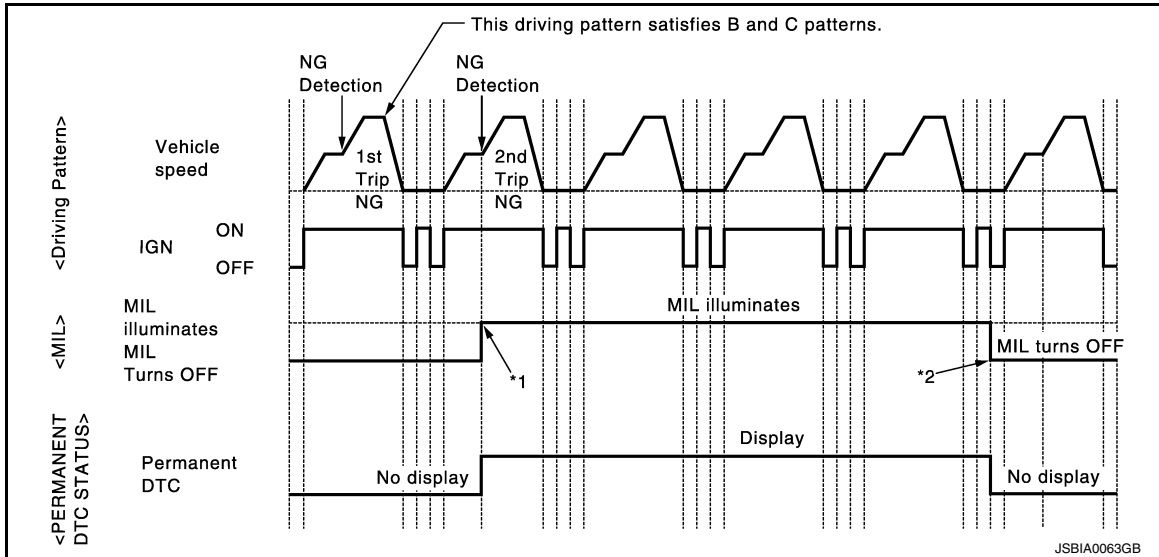 This driving pattern satisfies B and C patterns.
NG
Detection
NG
Detection
<Driving Pattern>
Vehicle
speed
1st
Trip
NG
2nd
Trip
NG
IGN
ON
OFF
<MIL>
MIL
illuminates
MIL
Turns OFF
MIL illuminates
*1
*2
MIL turns OFF
<PERMANENT
DTC STATUS>
Permanent
DTC
No display
Display
No display
JSBIA0063GB